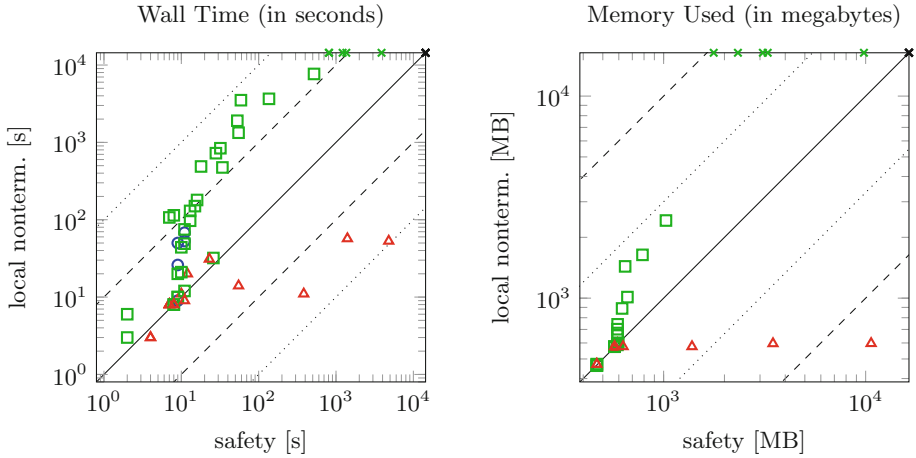 Wall Time (in seconds)
Memory Used (in megabytes)
local nonterm. [s]
10^4
10^3
10^2
10^1
10^0
10^0 10^1 10^2 10^3 10^4
safety [s]
local nonterm. [MB]
10^4
10^3
10^3 10^4
safety [MB]